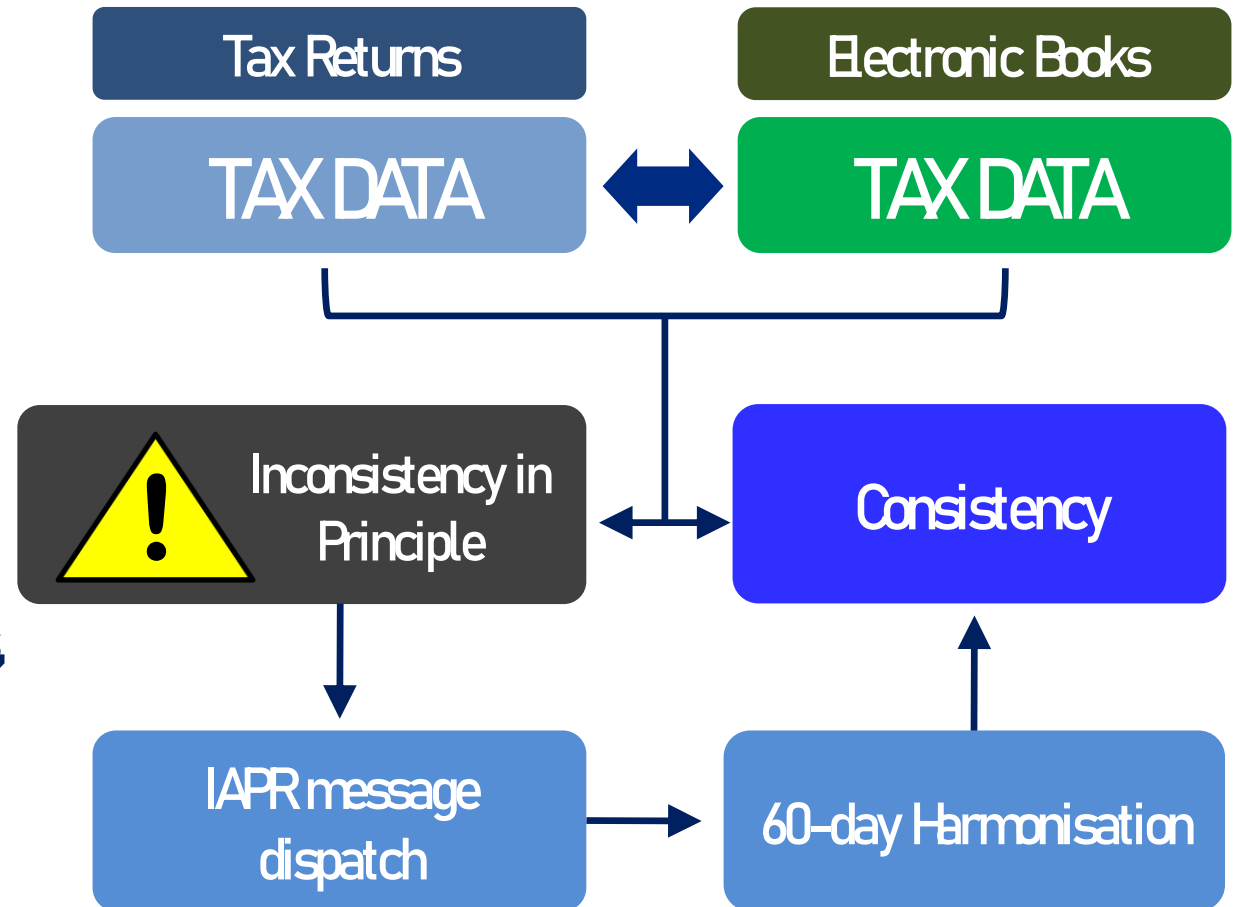 Tax Returns
Electronic Books
TAX DATA
TAX DATA
!
Inconsistency in
Principle
Consistency
IAPR message
dispatch
60-day Harmonisation